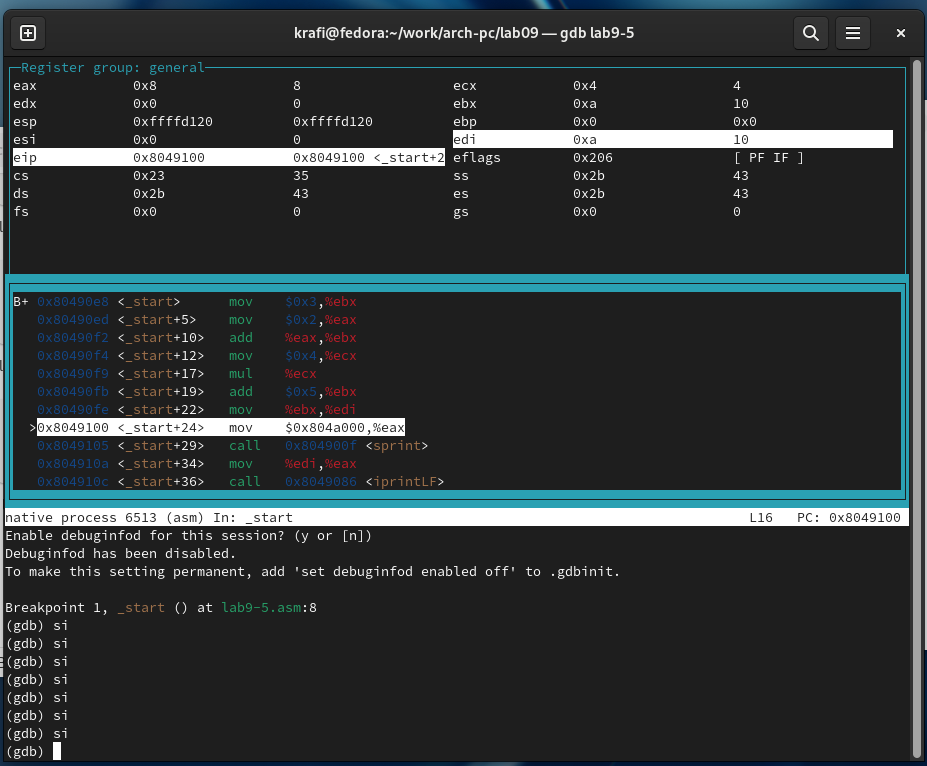 krafi@fedora:~/work/arch-pc/lab09 — gdb lab9-5
Register group: general
eax 0x8 8 ecx 0x4 4
edx 0x0 0 ebx 0xa 10
esp 0xffffd120 0xffffd120 ebp 0x0 0x0
esi 0x0 0 edi 0xa 10
eip 0x8049100 0x8049100 <_start+2 eflags 0x206 [ PF IF ]
cs 0x23 35 ss 0x2b 43
ds 0x2b 43 es 0x2b 43
fs 0x0 0 gs 0x0 0
B+ 0x80490e8 <_start> mov $0x3,%ebx
0x80490ed <_start+5> mov $0x2,%eax
0x80490f2 <_start+10> add %eax,%ebx
0x80490f4 <_start+12> mov $0x4,%ecx
0x80490f9 <_start+17> mul %ecx
0x80490fb <_start+19> add $0x5,%ebx
0x80490fe <_start+22> mov %ebx,%edi
>0x8049100 <_start+24> mov $0x804a000,%eax
0x8049105 <_start+29> call 0x804900f <sprint>
0x804910a <_start+34> mov %edi,%eax
0x804910c <_start+36> call 0x8049086 <iprintLF>
native process 6513 (asm) In: _start L16 PC: 0x8049100
Enable debuginfod for this session? (y or [n])
Debuginfod has been disabled.
To make this setting permanent, add 'set debuginfod enabled off' to .gdbinit.
Breakpoint 1, _start () at lab9-5.asm:8
(gdb) si
(gdb) si
(gdb) si
(gdb) si
(gdb) si
(gdb) si
(gdb) si
(gdb)